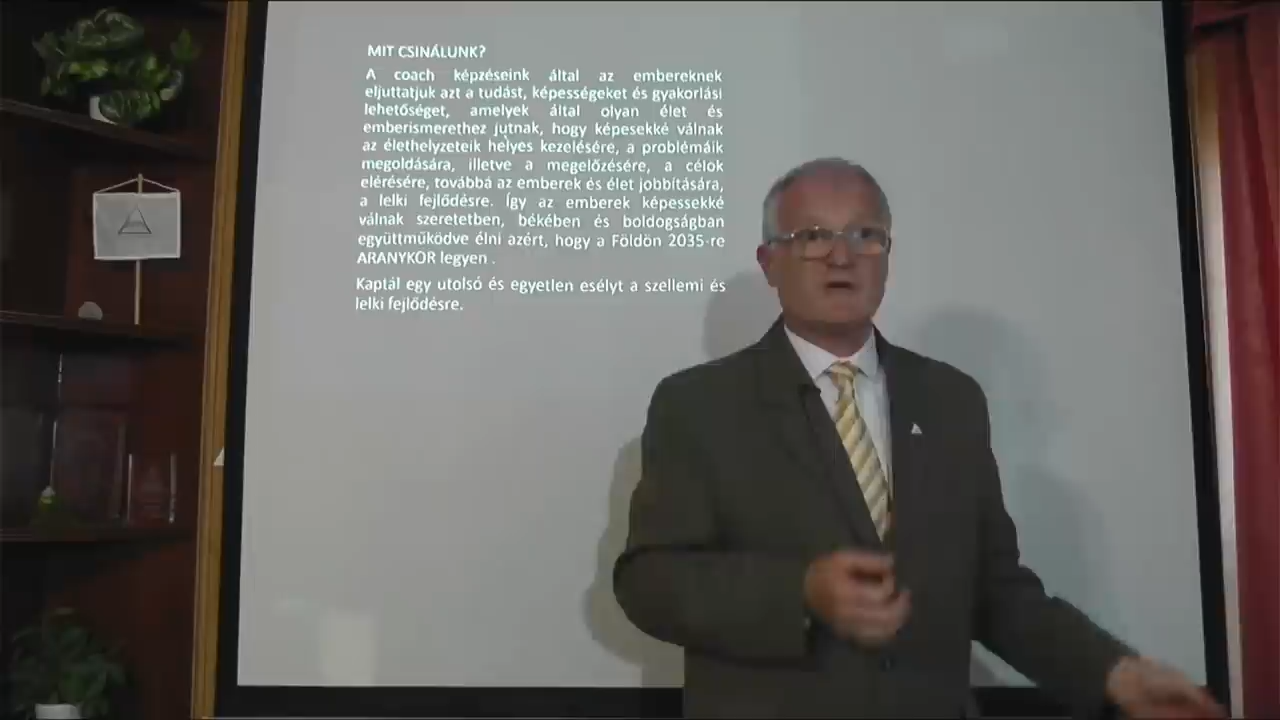 MIT CSINÁLUNK?
A coach képzéseink által az embereknek
eljuttatjuk azt a tudást, képességeket és gyakorlási
lehetőséget, amelyek által olyan élet és
emberismerethez jutnak, hogy képesekké válnak
az élethelyzeteik helyes kezelésére, a problémáik
megoldására, illetve a megelőzésére, a célok
elérésére, továbbá az emberek és élet jobbítására,
a lelki fejlődésre. Így az emberek képessekké
válnak szeretetben, békében és boldogságban
együttműködve élni azért, hogy a Földön 2035-re
ARANYKOR legyen .
Kaptál egy utolsó és egyetlen esélyt a szellemi és
lelki fejlődésre.